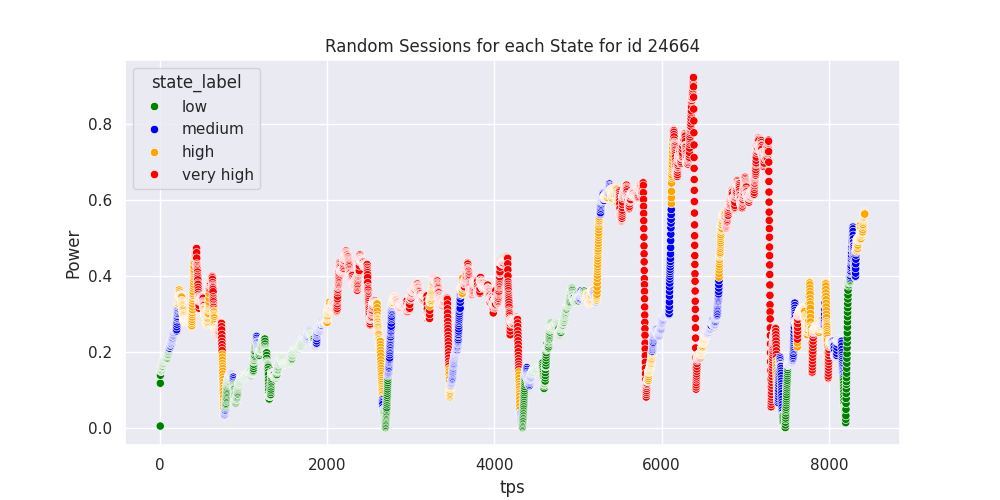 Random Sessions for each State for id 24664
state_label
low
medium
high
very high
Power
0.8
0.6
0.4
0.2
0.0
0 2000 4000 6000 8000
tps